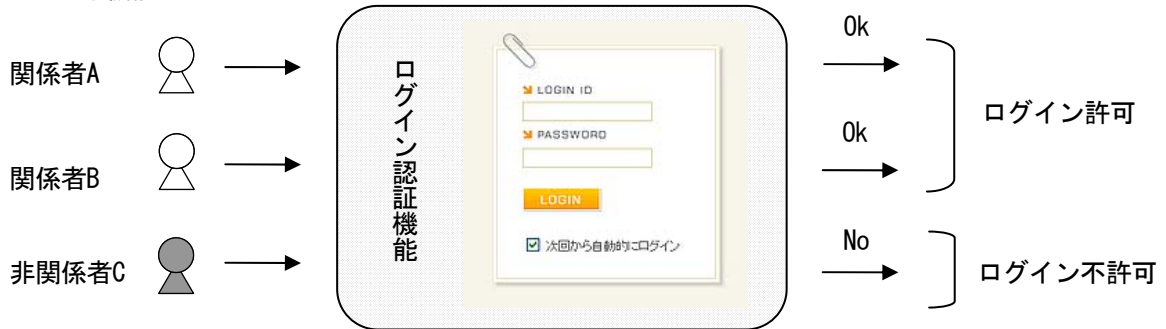 関係者A
関係者B
非関係者C
ログイン認証機能
LOGIN ID
PASSWORD
LOGIN
次回から自動的にログイン
Ok
Ok
No
ログイン許可
ログイン不許可